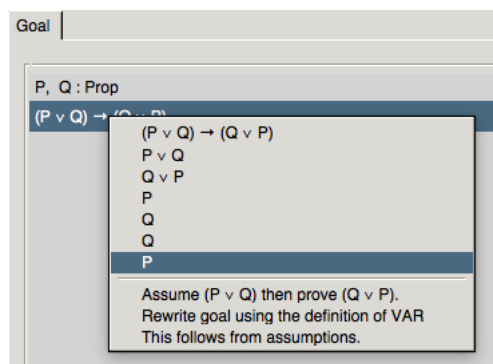 Goal
P, Q : Prop
(P ∨ Q) → (Q ∨ P)
(P ∨ Q) → (Q ∨ P)
P ∨ Q
Q ∨ P
P
Q
Q
P
Assume (P ∨ Q) then prove (Q ∨ P).
Rewrite goal using the definition of VAR
This follows from assumptions.